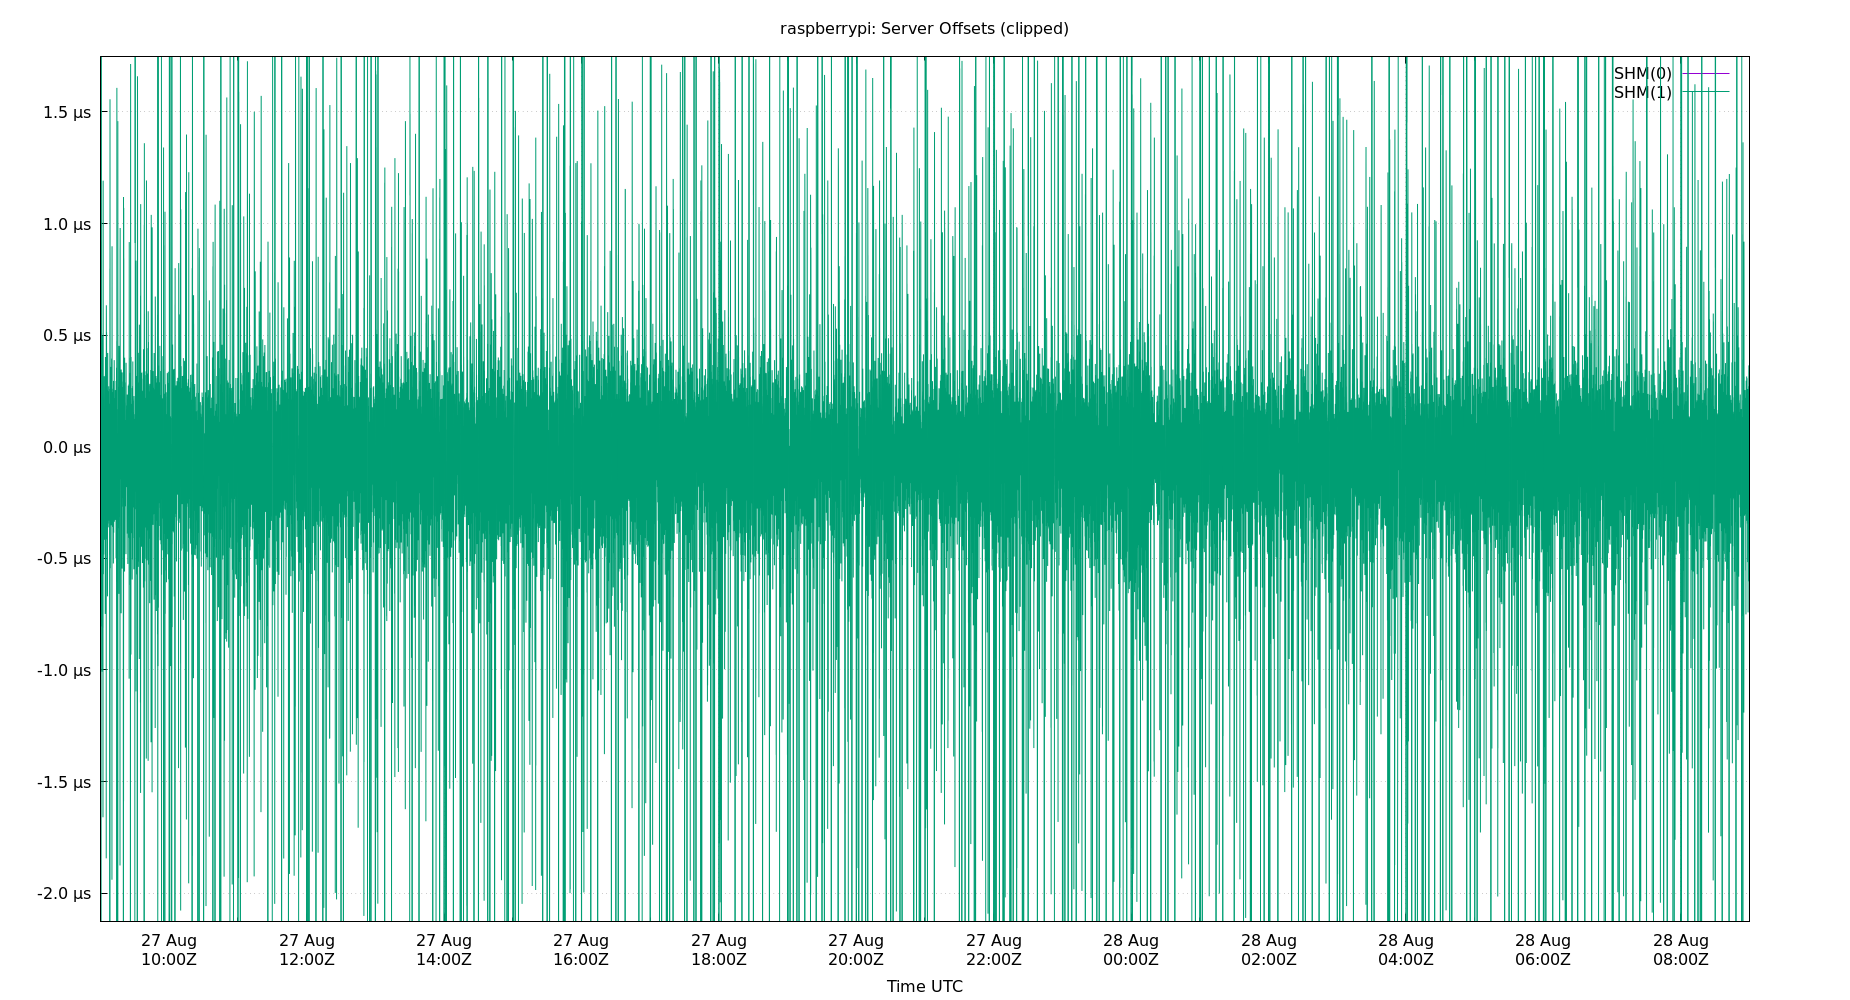 raspberrypi: Server Offsets (clipped)
SHM(0)
SHM(1)
1.5 µs
1.0 µs
0.5 µs
0.0 µs
-0.5 µs
-1.0 µs
-1.5 µs
-2.0 µs
27 Aug 27 Aug 27 Aug 27 Aug 27 Aug 27 Aug 27 Aug 28 Aug 28 Aug 28 Aug 28 Aug 28 Aug
10:00Z 12:00Z 14:00Z 16:00Z 18:00Z 20:00Z 22:00Z 00:00Z 02:00Z 04:00Z 06:00Z 08:00Z
Time UTC